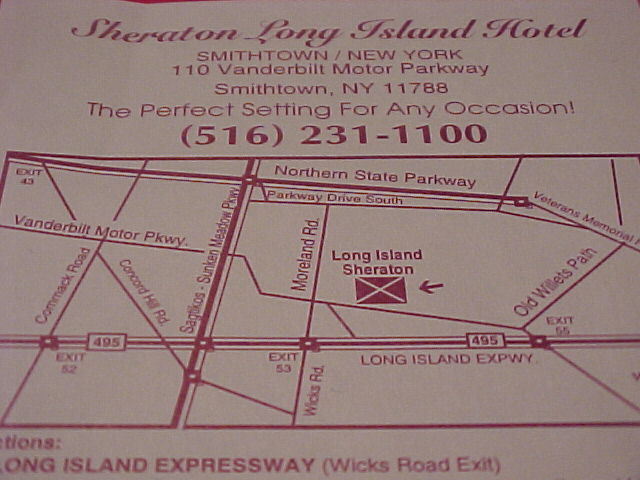 Sheraton Long Island Hotel
SMITHTOWN / NEW YORK
110 Vanderbilt Motor Parkway
Smithtown, NY 11788
The Perfect Setting For Any Occasion!
(516) 231-1100
EXIT
43
Northern State Parkway
Parkway Drive South
Veterans Memorial
Vanderbilt Motor Pkwy.
Sagtikos - Sunken Meadow Pkwy
Moreland Rd.
Long Island
Sheraton
Commack Road
Concord Hill Rd.
Old Willets Path
495
EXIT
52
EXIT
53
495
EXIT
55
LONG ISLAND EXPWY.
Wicks Rd.
ctions:
LONG ISLAND EXPRESSWAY (Wicks Road Exit)